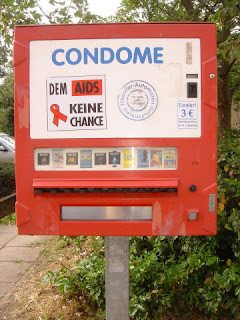 CONDOME
DEM AIDS
KEINE
CHANCE
Einwurf
3 €